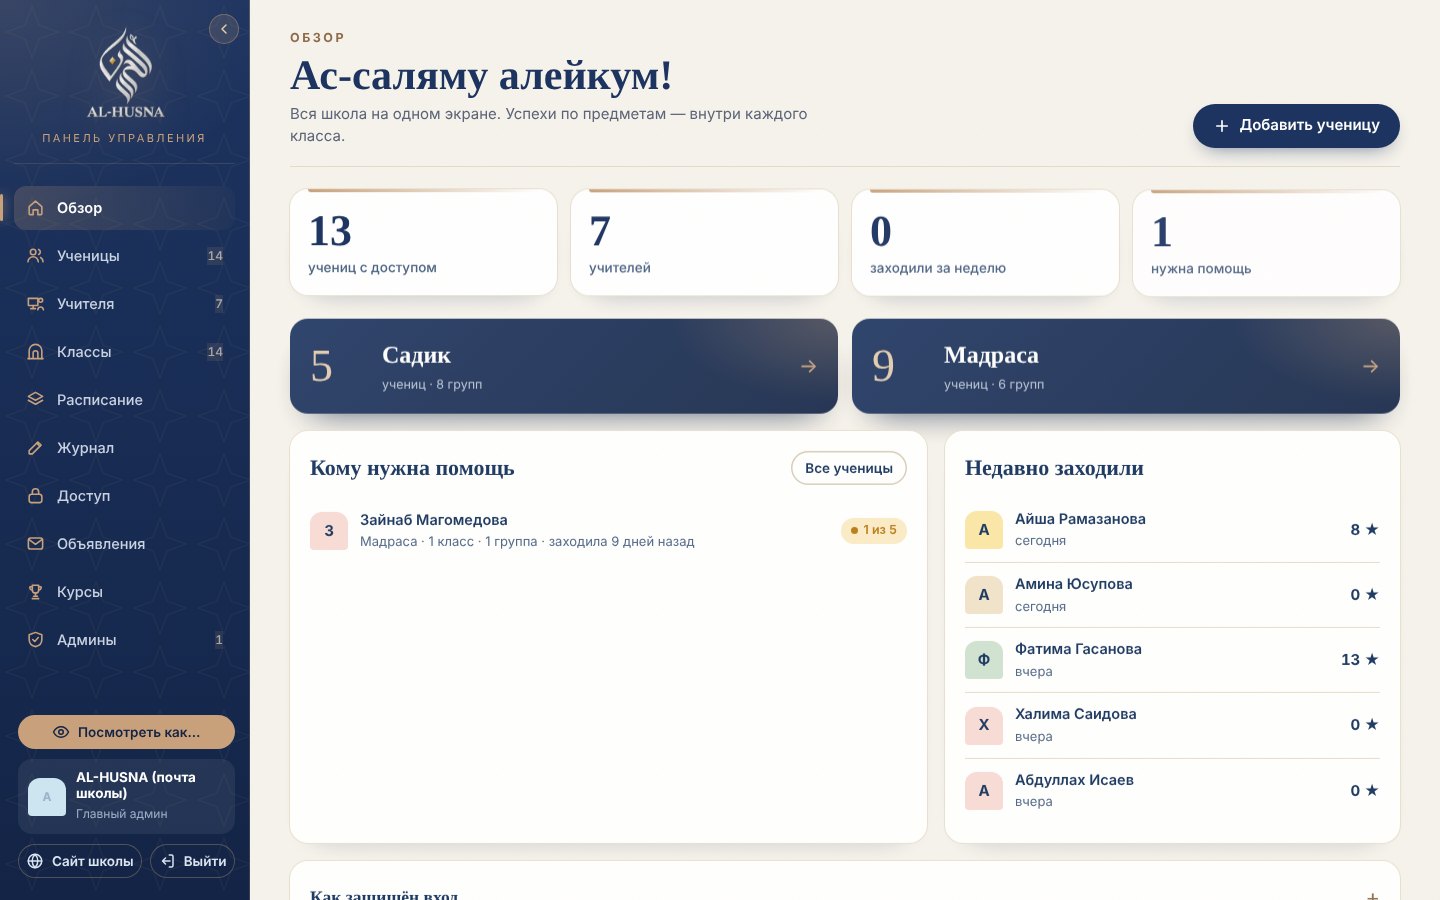 AL-HUSNA
ПАНЕЛЬ УПРАВЛЕНИЯ
Обзор
Ученицы 14
Учителя 7
Классы 14
Расписание
Журнал
Доступ
Объявления
Курсы
Админы 1
Посмотреть как...
A
AL-HUSNA (почта
школы)
Главный админ
Сайт школы
Выйти
ОБЗОР
Ас-саляму алейкум!
Вся школа на одном экране. Успехи по предметам — внутри каждого
класса.
+ Добавить ученицу
13
учениц с доступом
7
учителей
0
заходили за неделю
1
нужна помощь
5
Садик
учениц · 8 групп
→
9
Мадраса
учениц · 6 групп
→
Кому нужна помощь
Все ученицы
З
Зайнаб Магомедова
Мадраса · 1 класс · 1 группа · заходила 9 дней назад
1 из 5
Недавно заходили
А
Айша Рамазанова
сегодня
8 ★
А
Амина Юсупова
сегодня
0 ★
Ф
Фатима Гасанова
вчера
13 ★
Х
Халима Саидова
вчера
0 ★
А
Абдуллах Исаев
вчера
0 ★
Как защищён вход
+